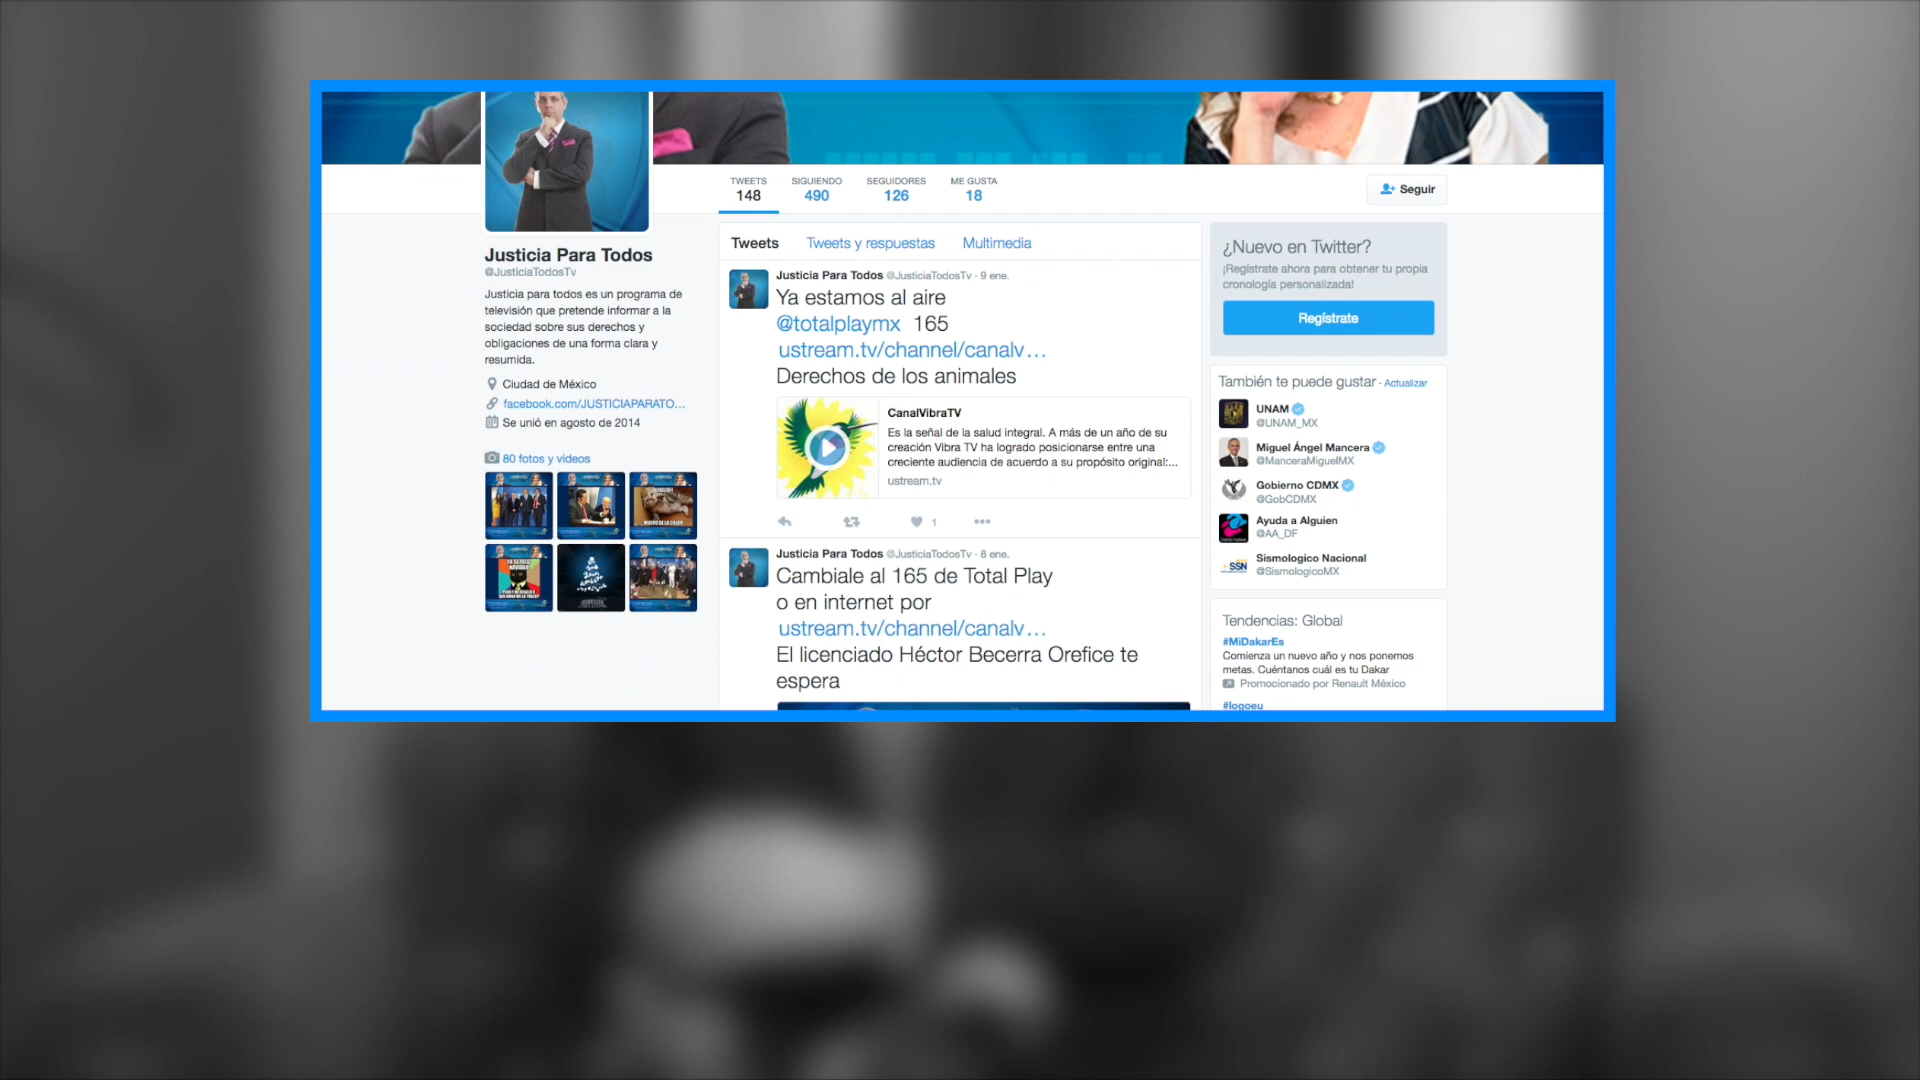 TWEETS
148
SIGUIENDO
490
SEGUIDORES
126
ME GUSTA
18
Seguir
Justicia Para Todos
@JusticiaTodosTv
Justicia para todos es un programa de
televisión que pretende informar a la
sociedad sobre sus derechos y
obligaciones de una forma clara y
resumida.
Ciudad de México
facebook.com/JUSTICIAPARATO...
Se unió en agosto de 2014
80 fotos y videos
Tweets
Tweets y respuestas
Multimedia
Justicia Para Todos @JusticiaTodosTv · 9 ene.
Ya estamos al aire
@totalplaymx 165
ustream.tv/channel/canalv…
Derechos de los animales
CanalVibraTV
Es la señal de la salud integral. A más de un año de su
creación Vibra TV ha logrado posicionarse entre una
creciente audiencia de acuerdo a su propósito original:...
ustream.tv
1
Justicia Para Todos @JusticiaTodosTv · 8 ene.
Cambiale al 165 de Total Play
o en internet por
ustream.tv/channel/canalv…
El licenciado Héctor Becerra Orefice te
espera
¿Nuevo en Twitter?
¡Regístrate ahora para obtener tu propia
cronología personalizada!
Regístrate
También te puede gustar · Actualizar
UNAM
@UNAM_MX
Miguel Ángel Mancera
@ManceraMiguelMX
Gobierno CDMX
@GobCDMX
Ayuda a Alguien
@AA_DF
SSN
Sismologico Nacional
@SismologicoMX
Tendencias: Global
#MiDakarEs
Comienza un nuevo año y nos ponemos
metas. Cuéntanos cuál es tu Dakar
Promocionado por Renault México
#logoeu